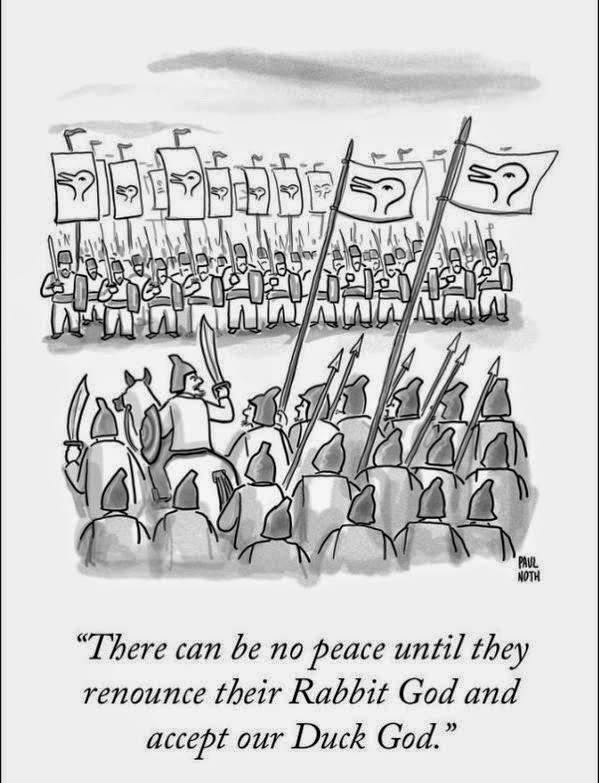 PAUL
NOTH
“There can be no peace until they
renounce their Rabbit God and
accept our Duck God.”